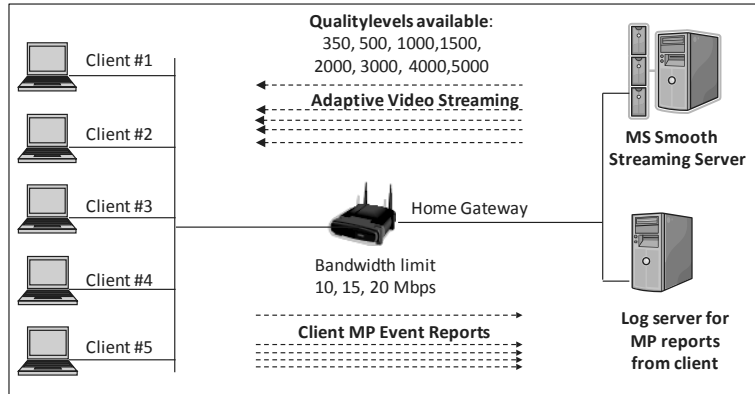 Qualitylevels available:
350, 500, 1000,1500,
2000, 3000, 4000,5000
Adaptive Video Streaming
Client #1
Client #2
Client #3
Client #4
Client #5
Home Gateway
Bandwidth limit
10, 15, 20 Mbps
Client MP Event Reports
MS Smooth
Streaming Server
Log server for
MP reports
from client